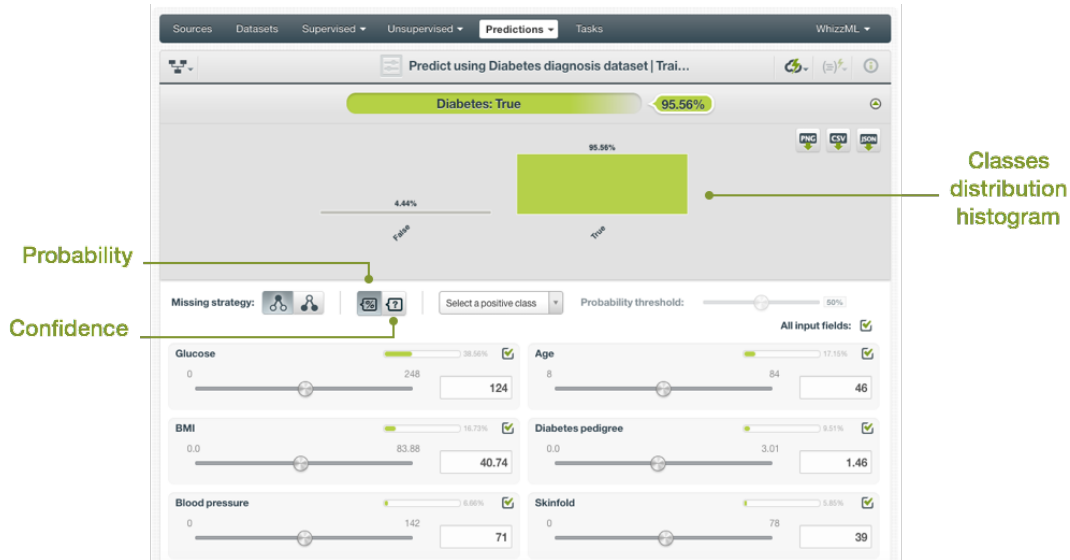 Sources Datasets Supervised Unsupervised Predictions Tasks WhizzML
Predict using Diabetes diagnosis dataset | Trai...
Diabetes: True 95.56%
PNG CSV JSON
95.56%
4.44%
False True
Classes
distribution
histogram
Probability
Confidence
Missing strategy: % ? Select a positive class Probability threshold: 50%
All input fields:
Glucose 38.56% Age 17.15%
0 248 8 84
124 46
BMI 16.73% Diabetes pedigree 9.51%
0.0 83.88 0.0 3.01
40.74 1.46
Blood pressure 6.66% Skinfold 5.85%
0 142 0 78
71 39